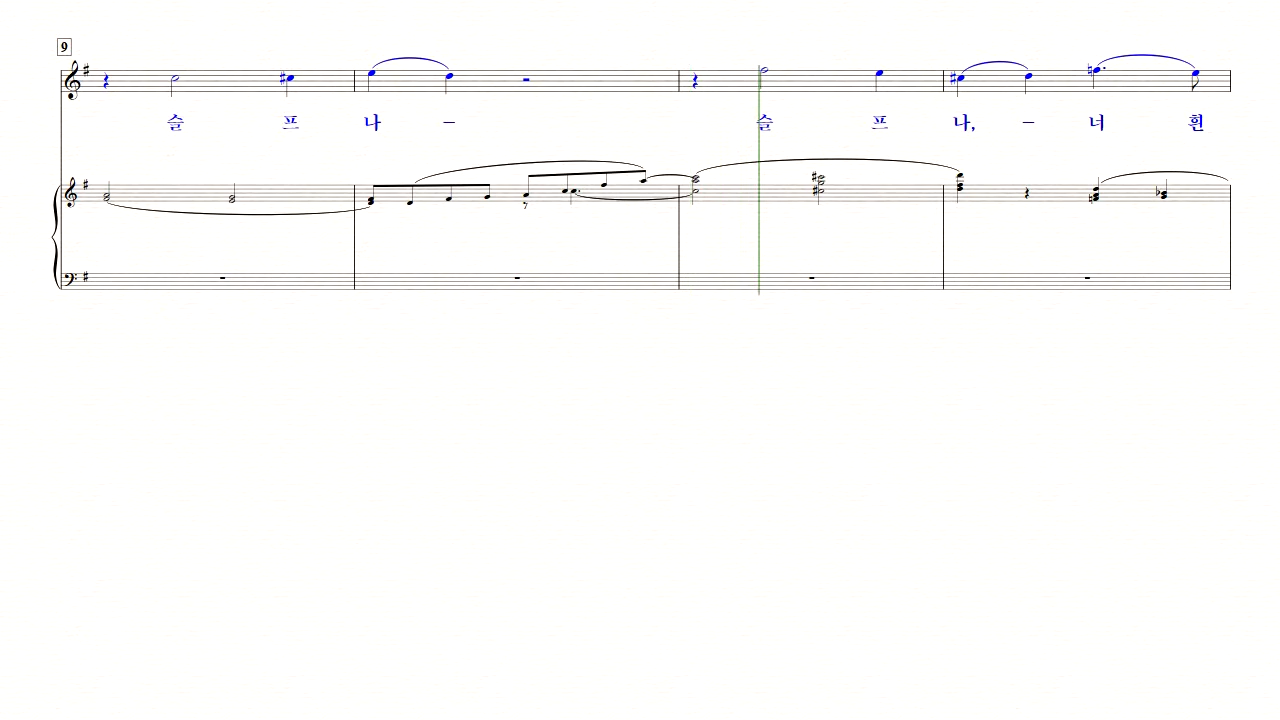 9
슬 프 나 – 슬 프 나, – 너 흰